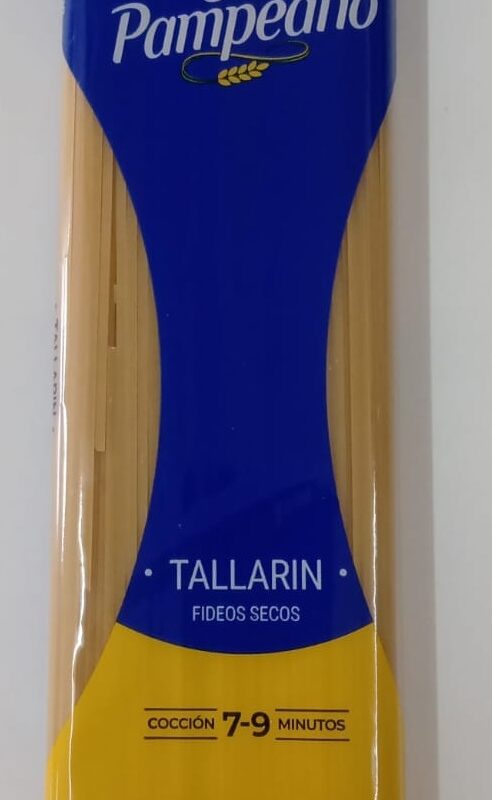 Pampeano
• TALLARIN •
FIDEOS SECOS
COCCIÓN 7-9 MINUTOS